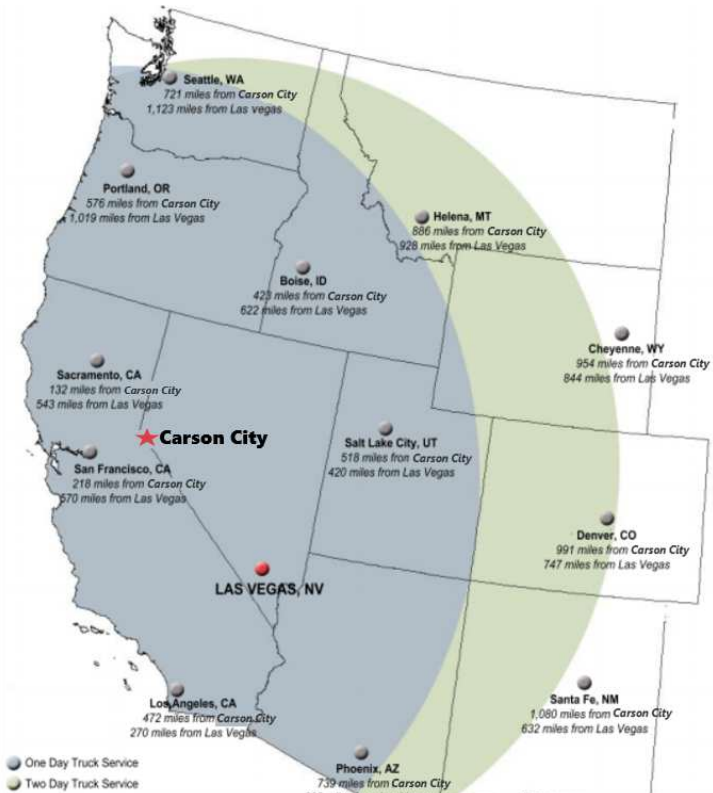 Seattle, WA
721 miles from Carson City
1,123 miles from Las vegas
Portland, OR
576 miles from Carson City
1,019 miles from Las Vegas
Helena, MT
886 miles from Carson City
928 miles from Las Vegas
Boise, ID
423 miles from Carson City
622 miles from Las Vegas
Cheyenne, WY
954 miles from Carson City
844 miles from Las Vegas
Sacramento, CA
132 miles from Carson City
543 miles from Las Vegas
Carson City
Salt Lake City, UT
518 miles fron Carson City
420 miles from Las Vegas
San Francisco, CA
218 miles from Carson City
570 miles from Las Vegas
Denver, CO
991 miles from Carson City
747 miles from Las Vegas
LAS VEGAS, NV
Santa Fe, NM
1,080 miles from Carson City
632 miles from Las Vegas
Los Angeles, CA
472 miles from Carson City
270 miles from Las Vegas
Phoenix, AZ
739 miles from Carson City
One Day Truck Service
Two Day Truck Service